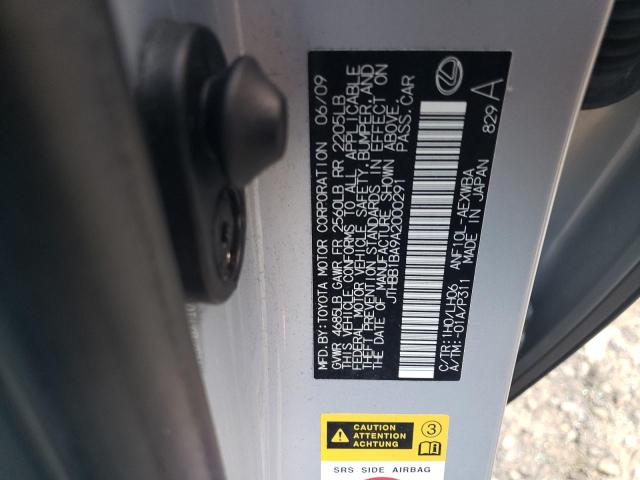 MFD.BY:TOYOTA MOTOR CORPORATION 06/09
GVWR 4685LB GAWR FR 2560LB RR 2205LB
THIS VEHICLE CONFORMS TO ALL APPLICABLE
FEDERAL MOTOR VEHICLE SAFETY,BUMPER,AND
THEFT PREVENTION STANDARDS IN EFFECT ON
THE DATE OF MANUFACTURE SHOWN ABOVE.
JTHBB1BA9A2000291 PASS.CAR
C/TR:1H0/LH06 ANF10L-AEXWBA
A/TM:-01A/P311 MADE IN JAPAN 829 A
CAUTION
ATTENTION
ACHTUNG
3
SRS SIDE AIRBAG